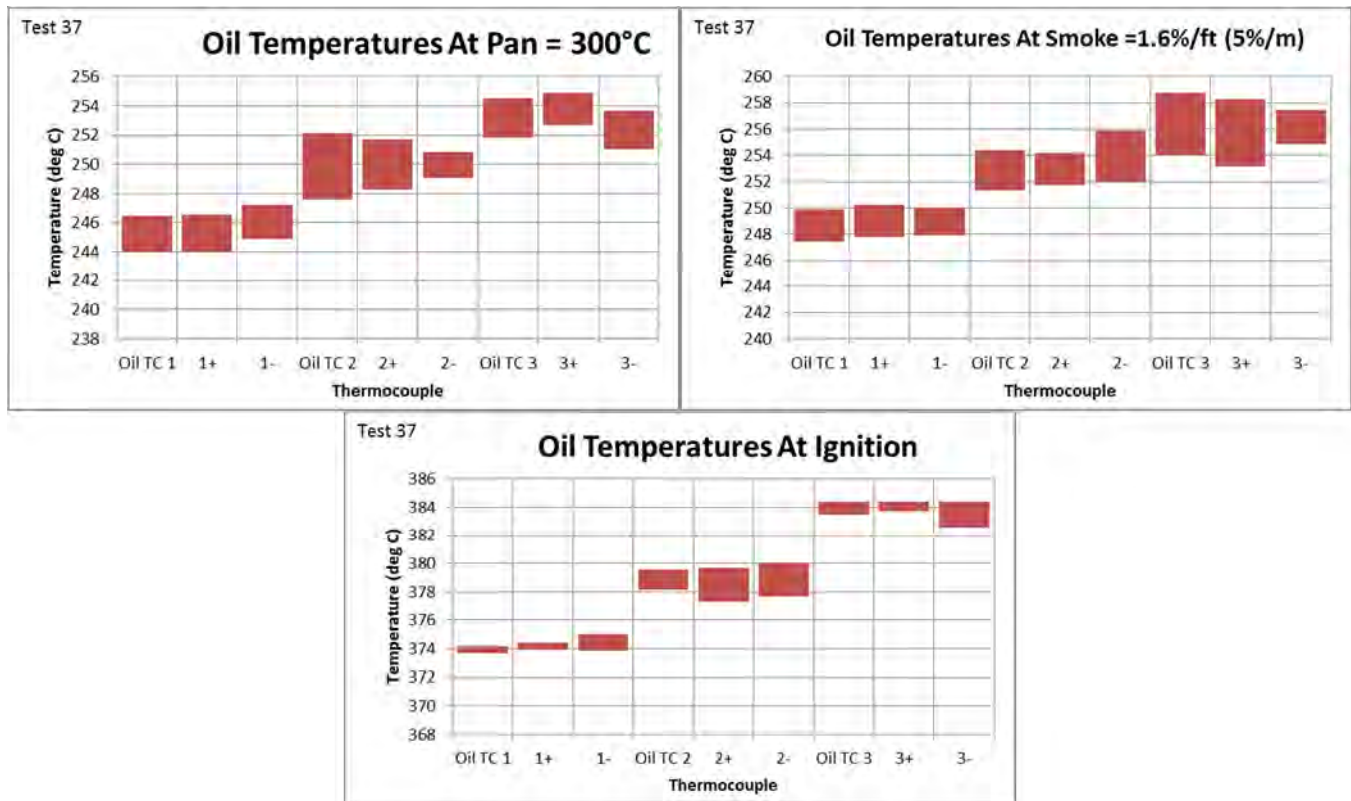 Test 37
Oil Temperatures At Pan = 300°C
Temperature (deg C)
256
254
252
250
248
246
244
242
240
238
Oil TC 1 1+ 1- Oil TC 2 2+ 2- Oil TC 3 3+ 3-
Thermocouple
Test 37
Oil Temperatures At Smoke =1.6%/ft (5%/m)
Temperature (deg C)
260
258
256
254
252
250
248
246
244
242
240
Oil TC 1 1+ 1- Oil TC 2 2+ 2- Oil TC 3 3+ 3-
Thermocouple
Test 37
Oil Temperatures At Ignition
Temperature (deg C)
386
384
382
380
378
376
374
372
370
368
Oil TC 1 1+ 1- Oil TC 2 2+ 2- Oil TC 3 3+ 3-
Thermocouple